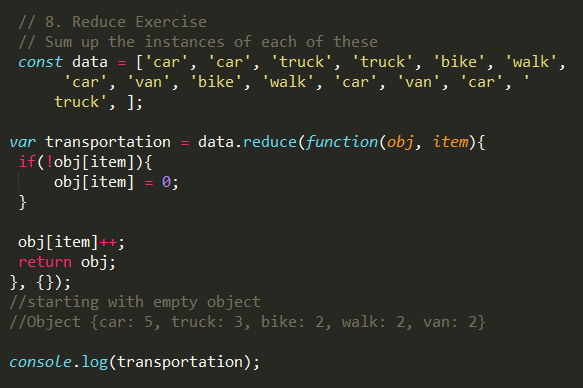 // 8. Reduce Exercise
// Sum up the instances of each of these
const data = ['car', 'car', 'truck', 'truck', 'bike', 'walk',
'car', 'van', 'bike', 'walk', 'car', 'van', 'car', '
truck', ];
var transportation = data.reduce(function(obj, item){
if(!obj[item]){
obj[item] = 0;
}
obj[item]++;
return obj;
}, {});
//starting with empty object
//Object {car: 5, truck: 3, bike: 2, walk: 2, van: 2}
console.log(transportation);